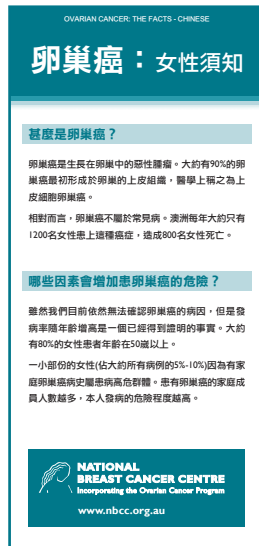 OVARIAN CANCER: THE FACTS - CHINESE
卵巢癌：女性須知
甚麼是卵巢癌？
卵巢癌是生長在卵巢中的惡性腫瘤。大約有90%的卵
巢癌最初形成於卵巢的上皮組織，醫學上稱之為上
皮細胞卵巢癌。
相對而言，卵巢癌不屬於常見病。澳洲每年大約只有
1200名女性患上這種癌症，造成800名女性死亡。
哪些因素會增加患卵巢癌的危險？
雖然我們目前依然無法確認卵巢癌的病因，但是發
病率隨年齡增高是一個已經得到證明的事實。大約
有80%的女性患者年齡在50歲以上。
一小部份的女性(佔大約所有病例的5%-10%)因為有家
庭卵巢癌病史屬患病高危群體。患有卵巢癌的家庭成
員人數越多，本人發病的危險程度越高。
NATIONAL
BREAST CANCER CENTRE
Incorporating the Ovarian Cancer Program
www.nbcc.org.au